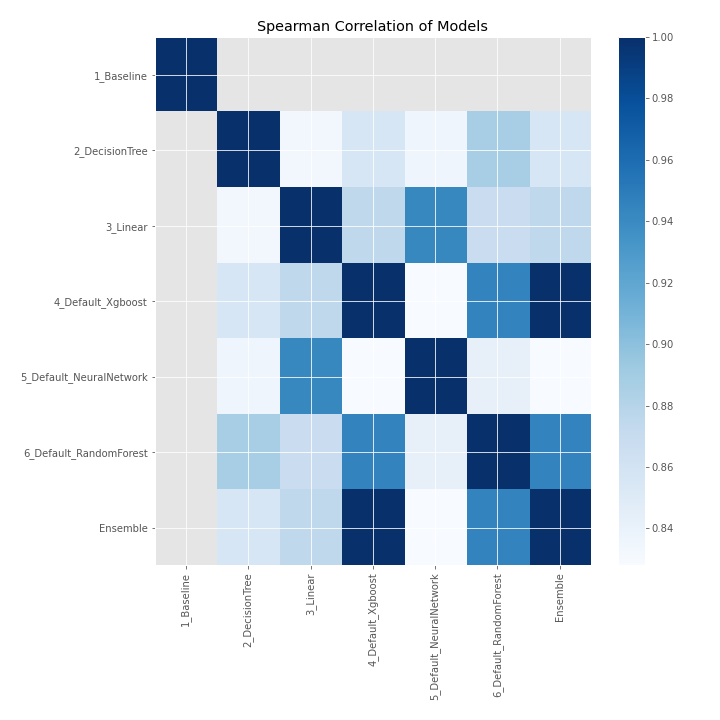 Spearman Correlation of Models
1_Baseline
2_DecisionTree
3_Linear
4_Default_Xgboost
5_Default_NeuralNetwork
6_Default_RandomForest
Ensemble
1_Baseline
2_DecisionTree
3_Linear
4_Default_Xgboost
5_Default_NeuralNetwork
6_Default_RandomForest
Ensemble
1.00
0.98
0.96
0.94
0.92
0.90
0.88
0.86
0.84